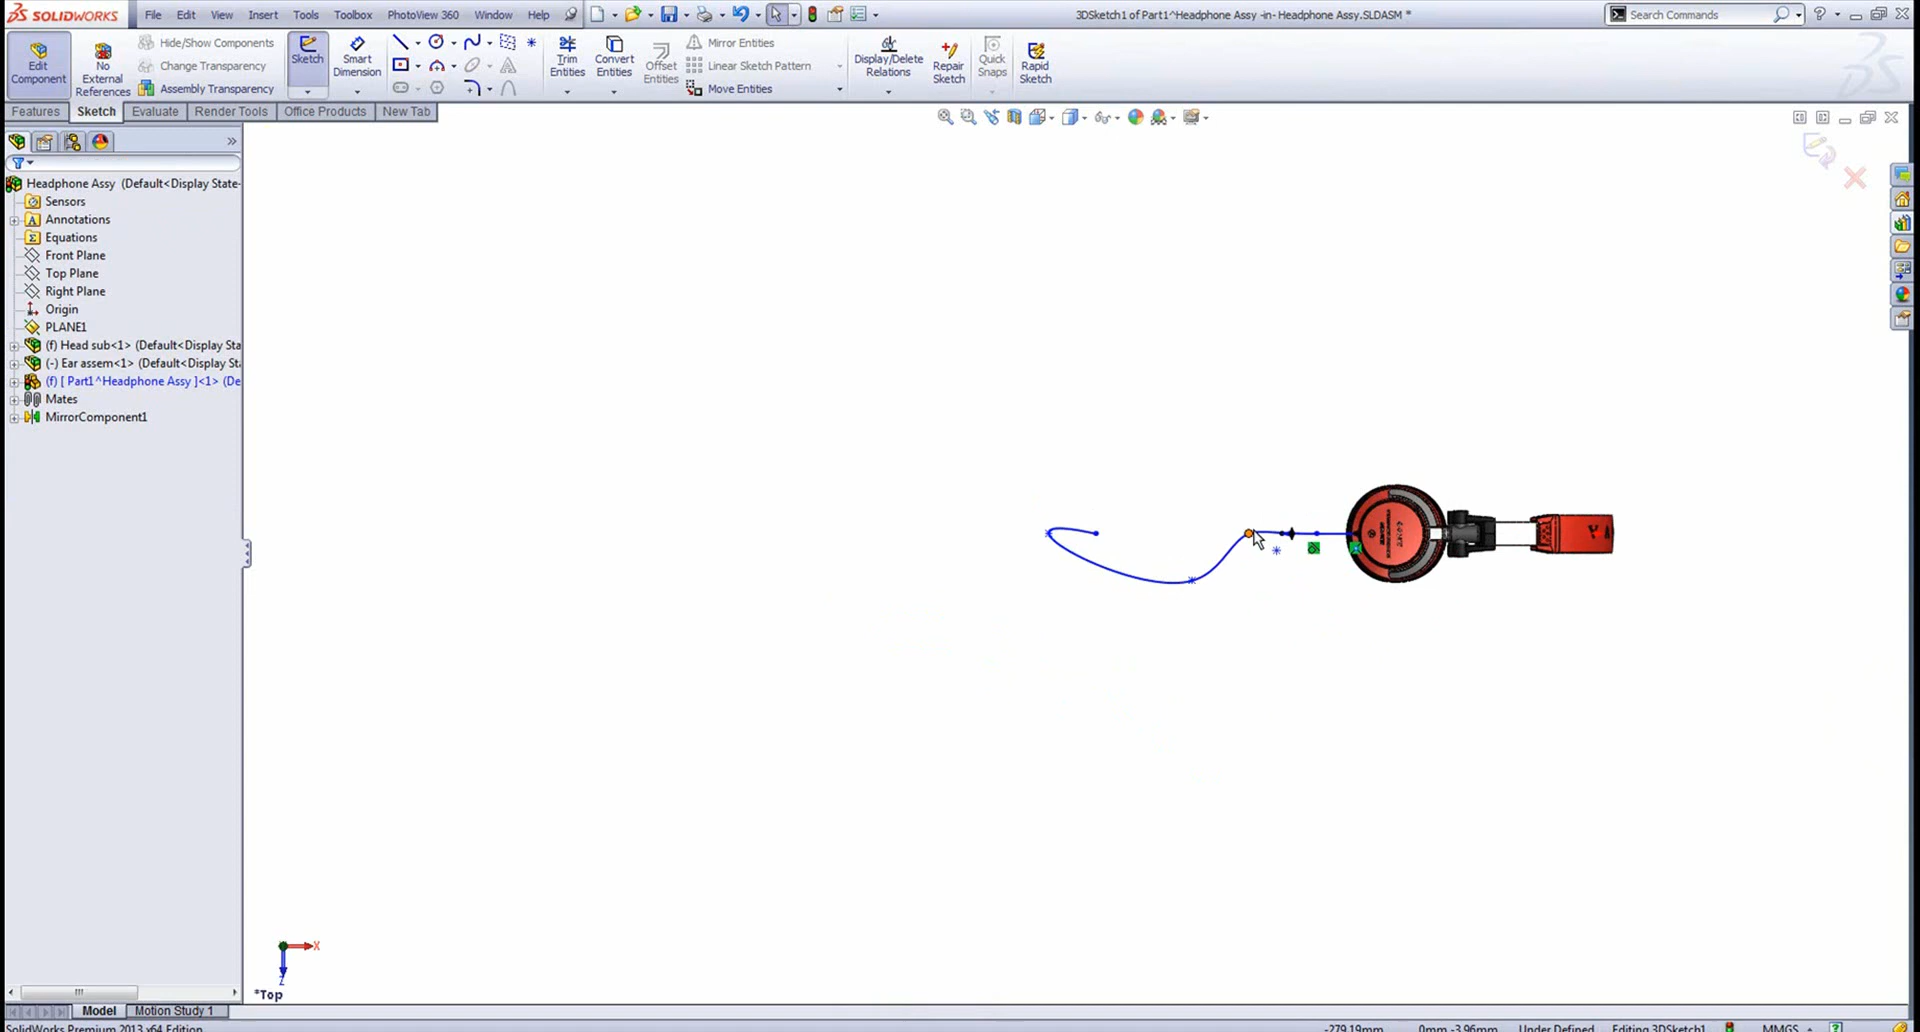 SOLIDWORKS File Edit View Insert Tools Toolbox PhotoView 360 Window Help
3DSketch1 of Part1^Headphone Assy -in- Headphone Assy.SLDASM *
Search Commands
Edit Component
No External References
Hide/Show Components
Change Transparency
Assembly Transparency
Sketch
Smart Dimension
Trim Entities
Convert Entities
Offset Entities
Mirror Entities
Linear Sketch Pattern
Move Entities
Display/Delete Relations
Repair Sketch
Quick Snaps
Rapid Sketch
Features Sketch Evaluate Render Tools Office Products New Tab
Headphone Assy (Default<Display State-
Sensors
Annotations
Equations
Front Plane
Top Plane
Right Plane
Origin
PLANE1
(f) Head sub<1> (Default<Display Sta
(-) Ear assem<1> (Default<Display Sta
(f) [ Part1^Headphone Assy ]<1> (De
Mates
MirrorComponent1
X
Z
*Top
Model Motion Study 1
SolidWorks Premium 2013 x64 Edition
-279.19mm 0mm -3.96mm Under Defined Editing 3DSketch1 MMGS